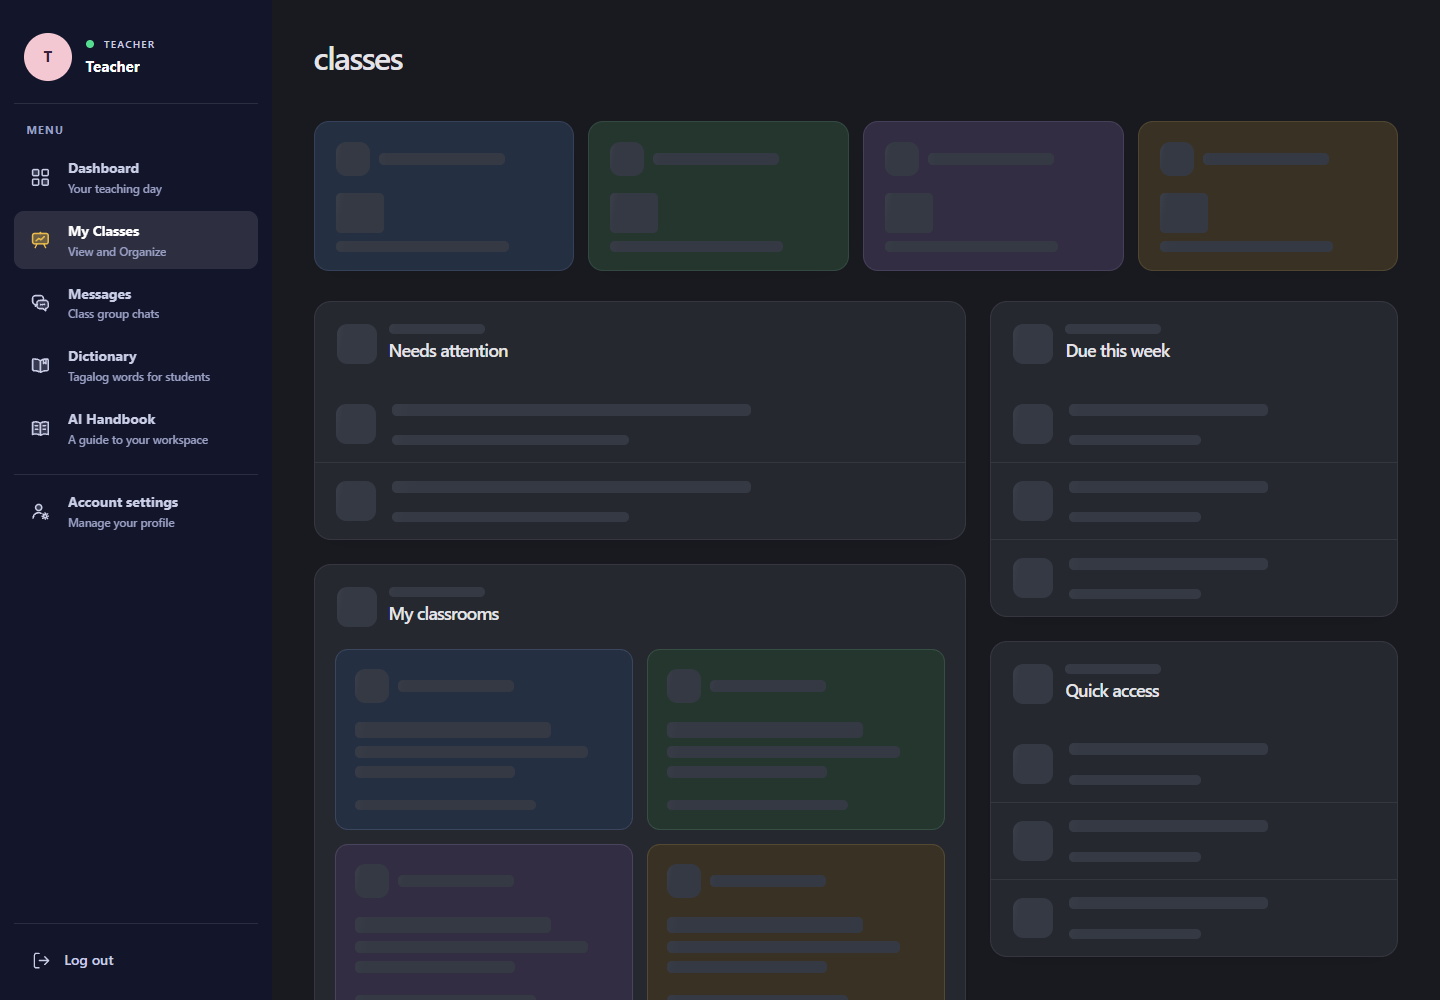 T
TEACHER
Teacher
MENU
Dashboard
Your teaching day
My Classes
View and Organize
Messages
Class group chats
Dictionary
Tagalog words for students
AI Handbook
A guide to your workspace
Account settings
Manage your profile
Log out
classes
Needs attention
Due this week
My classrooms
Quick access